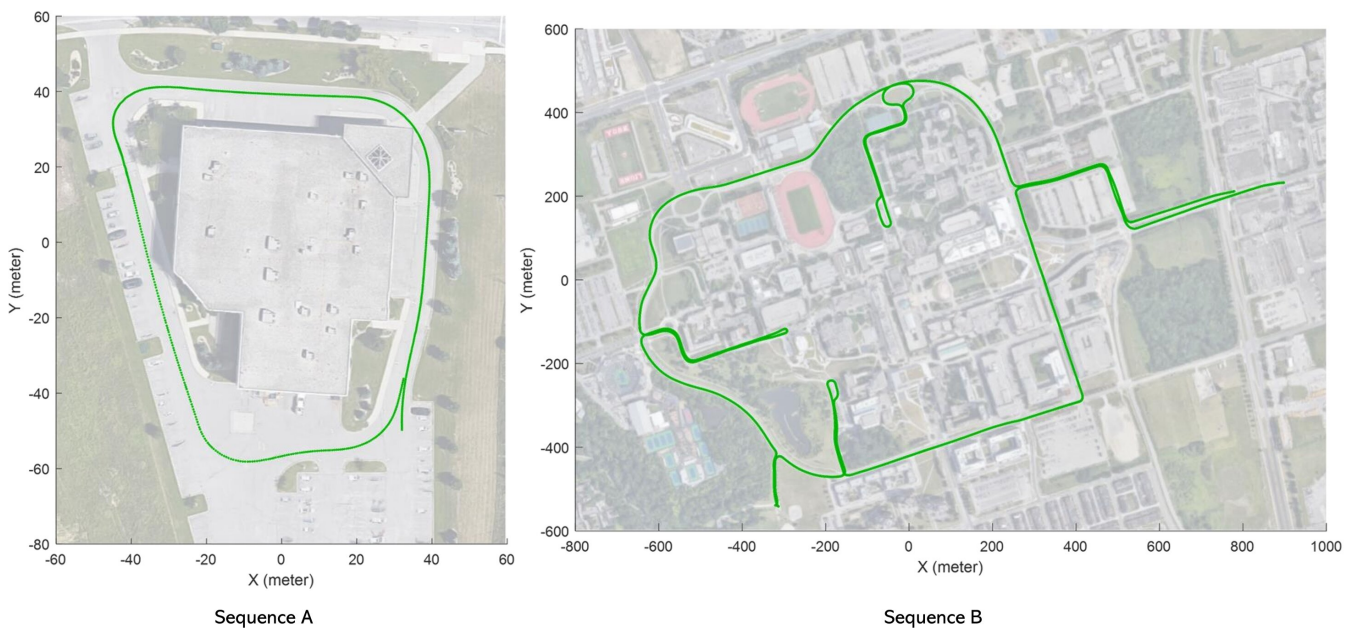 60
40
20
0
-20
-40
-60
-80
Y (meter)
-60 -40 -20 0 20 40 60
X (meter)
Sequence A
600
400
200
0
-200
-400
-600
Y (meter)
-800 -600 -400 -200 0 200 400 600 800 1000
X (meter)
Sequence B
YORK
LIONS